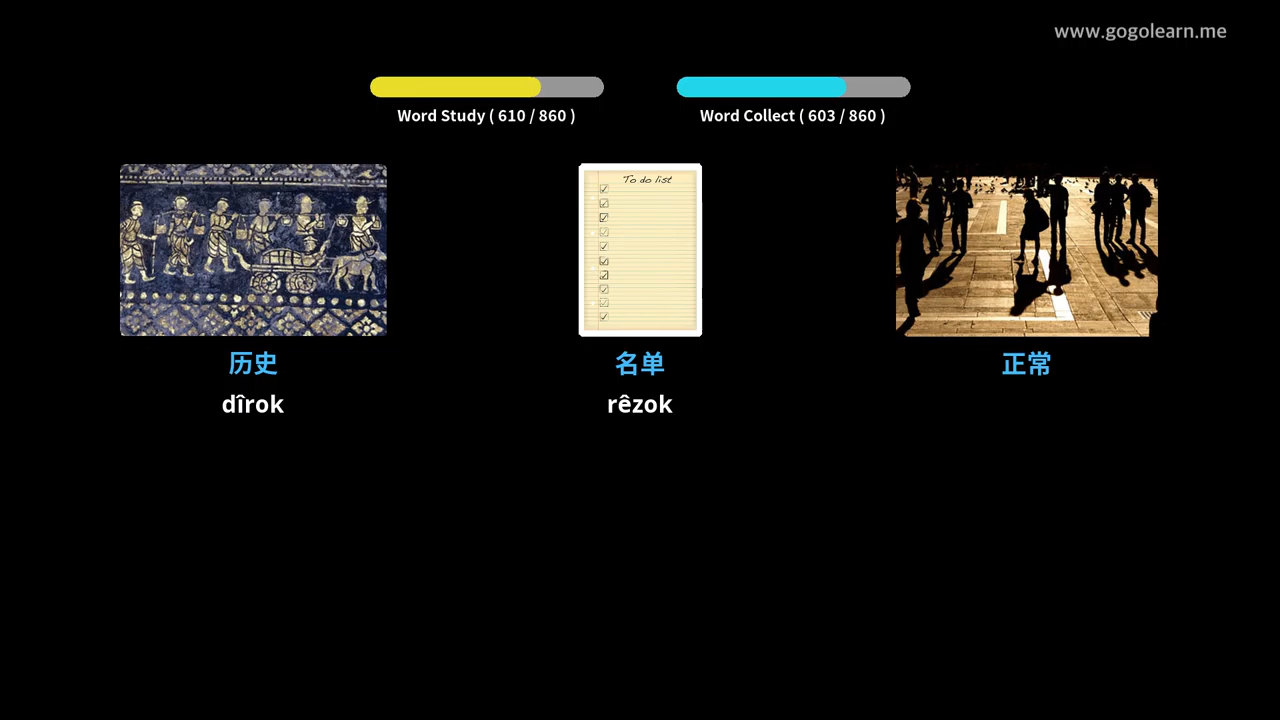 www.gogolearn.me
Word Study ( 610 / 860 )
Word Collect ( 603 / 860 )
To do list
历史
名单
正常
dîrok
rêzok